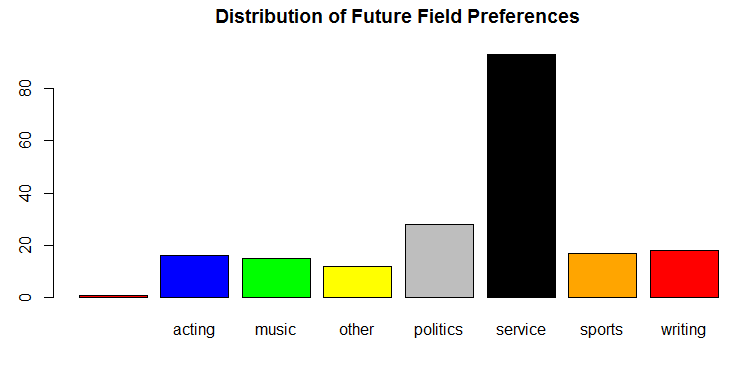 Distribution of Future Field Preferences
80
60
40
20
0
acting music other politics service sports writing